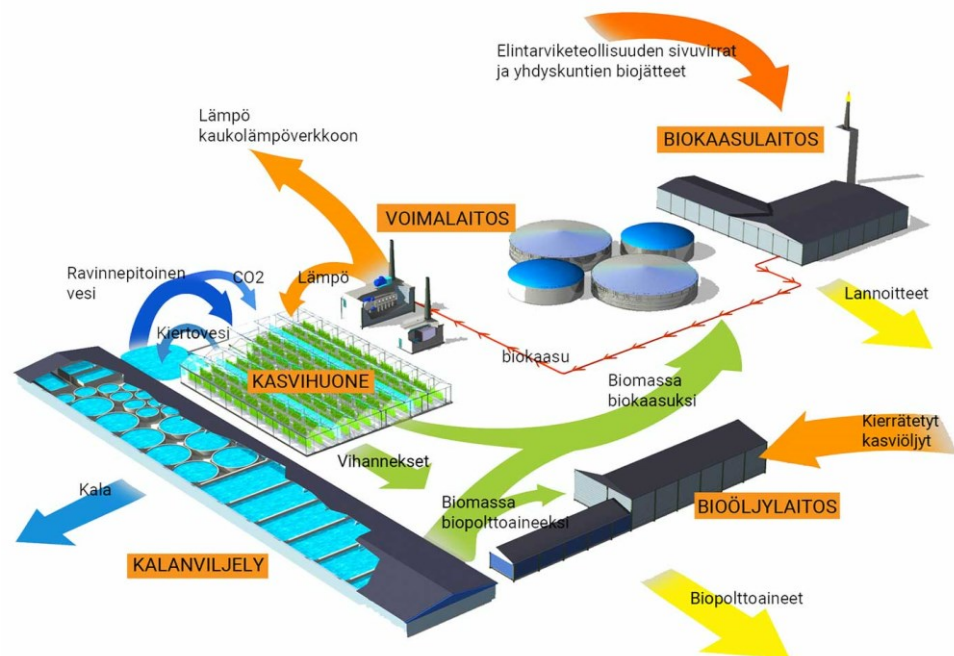 Elintarviketeollisuuden sivuvirrat
ja yhdyskuntien biojätteet
Lämpö
kaukolämpöverkkoon
BIOKAASULAITOS
VOIMALAITOS
Ravinnepitoinen
vesi
CO2
Lämpö
Lannoitteet
Kiertovesi
biokaasu
KASVIHUONE
Biomassa
biokaasuksi
Kierrätetyt
kasviöljyt
Vihannekset
Kala
Biomassa
biopolttoaineeksi
BIOÖLJYLAITOS
KALANVILJELY
Biopolttoaineet